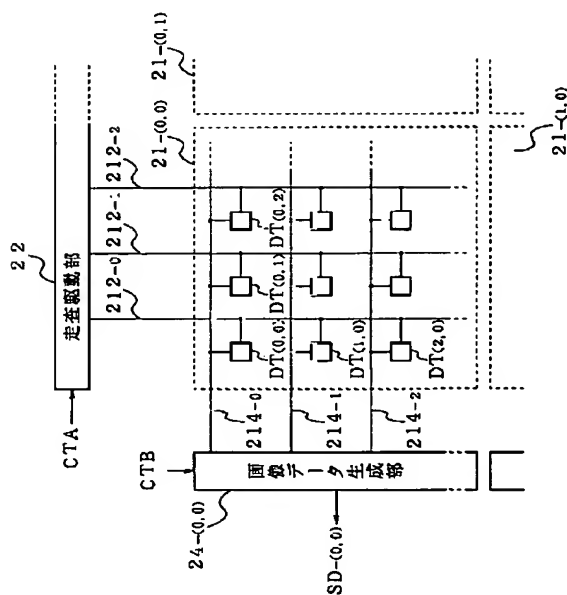 22
走査駆動部
CTA
212-0
212-1
212-2
21-(0,0)
21-(0,1)
CTB
214-0
214-1
214-2
DT(0,0)
DT(0,1)
DT(0,2)
DT(1,0)
DT(2,0)
画像データ生成部
24-(0,0)
SD-(0,0)
21-(1,0)